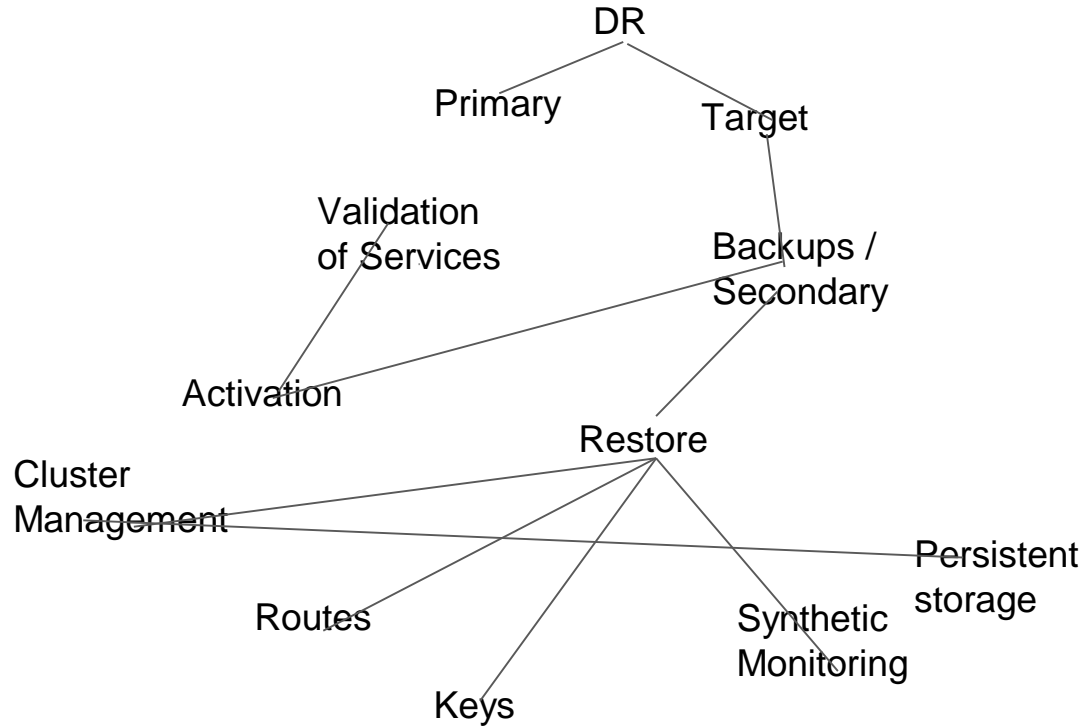 DR
Primary
Target
Validation
of Services
Backups /
Secondary
Activation
Restore
Cluster
Management
Persistent
storage
Routes
Synthetic
Monitoring
Keys